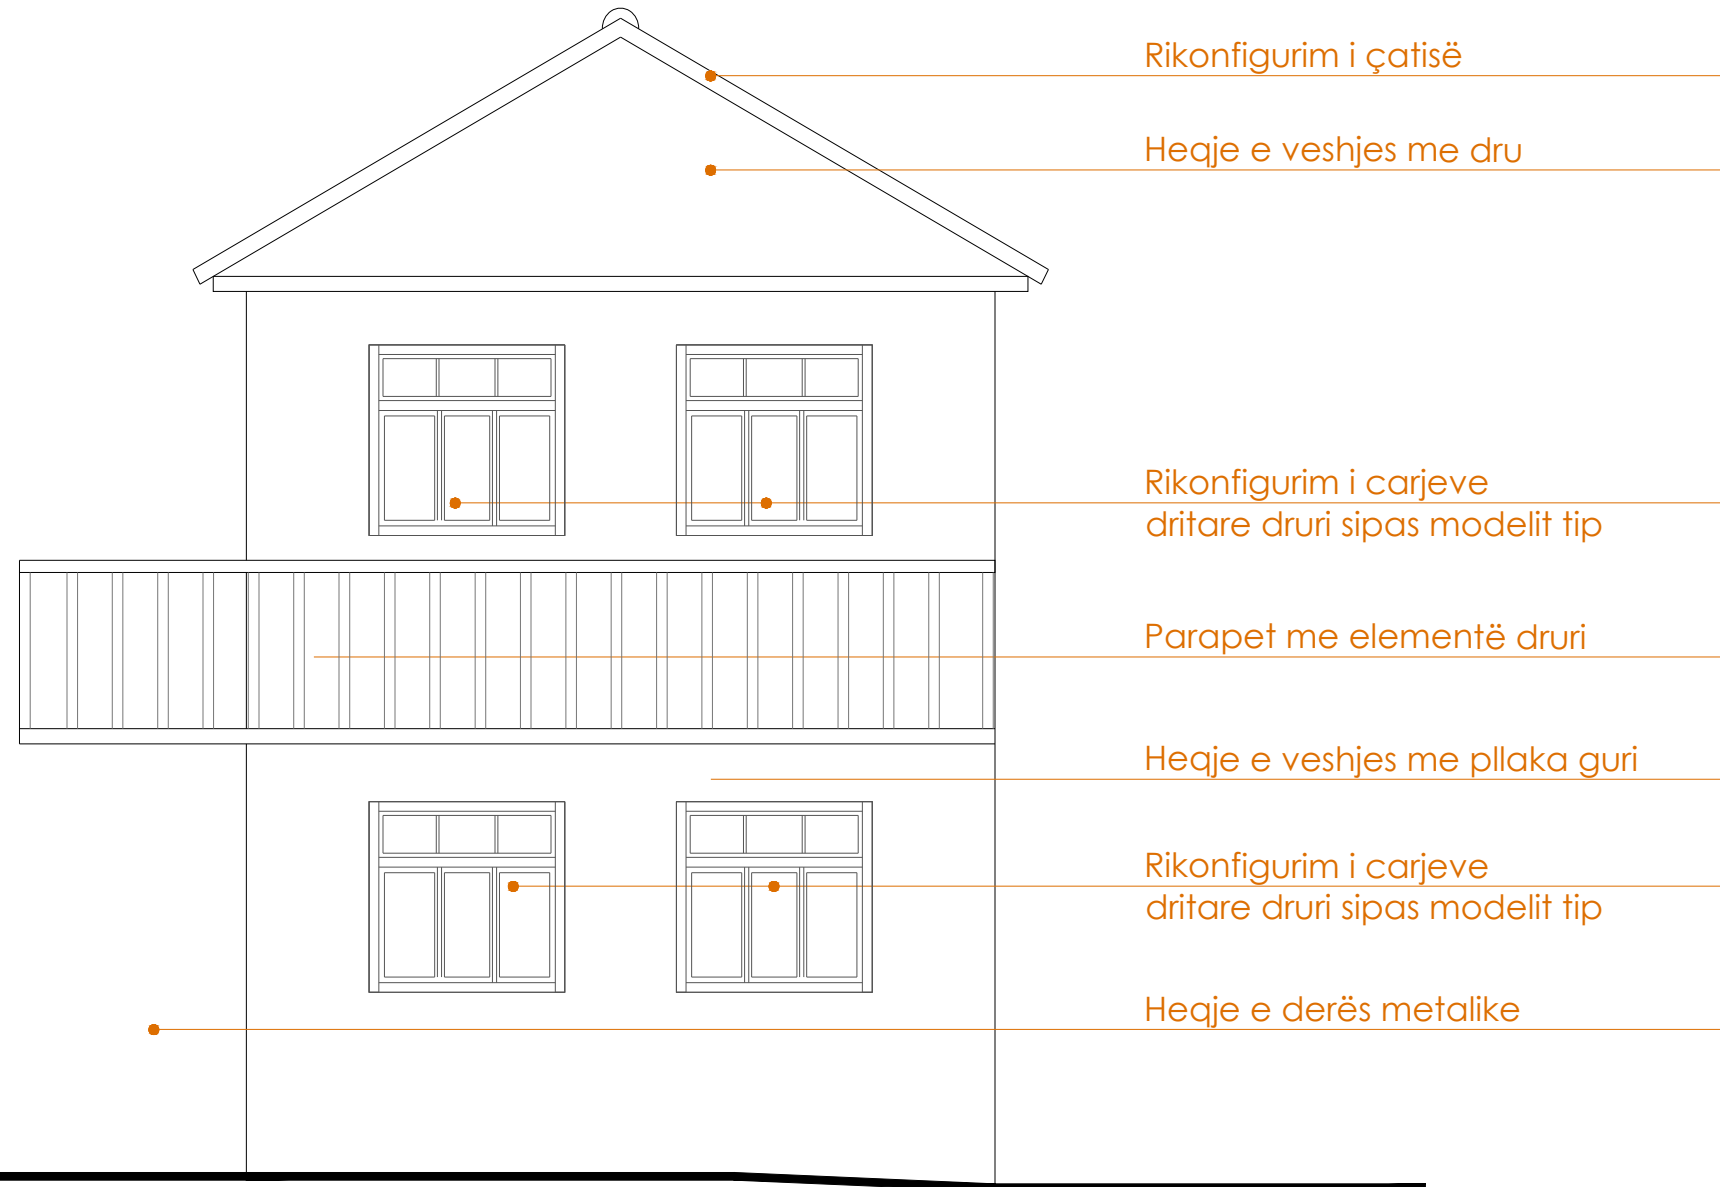 Rikonfigurim i çatisë
Heqje e veshjes me dru
Rikonfigurim i carjeve
dritare druri sipas modelit tip
Parapet me elementë druri
Heqje e veshjes me pllaka guri
Rikonfigurim i carjeve
dritare druri sipas modelit tip
Heqje e derës metalike